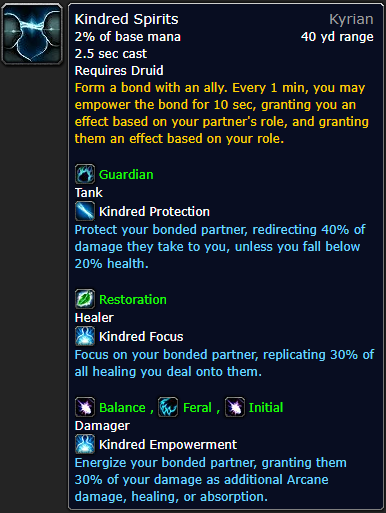 Kindred Spirits Kyrian
2% of base mana 40 yd range
2.5 sec cast
Requires Druid
Form a bond with an ally. Every 1 min, you may
empower the bond for 10 sec, granting you an
effect based on your partner's role, and granting
them an effect based on your role.
Guardian
Tank
Kindred Protection
Protect your bonded partner, redirecting 40% of
damage they take to you, unless you fall below
20% health.
Restoration
Healer
Kindred Focus
Focus on your bonded partner, replicating 30% of
all healing you deal onto them.
Balance , Feral , Initial
Damager
Kindred Empowerment
Energize your bonded partner, granting them
30% of your damage as additional Arcane
damage, healing, or absorption.